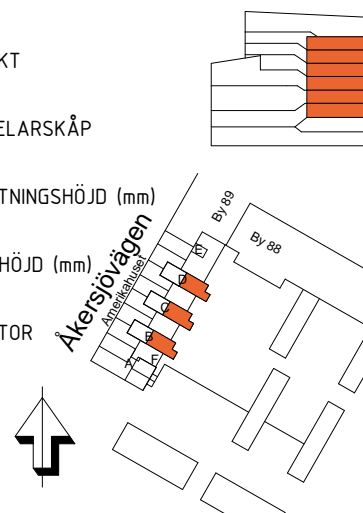 KT
ELARSKÅP
TNINGSHÖJD (mm)
HÖJD (mm)
TOR
Åkersjövägen
Amerikahuset
By 89
By 88
E
D
C
B
A
F